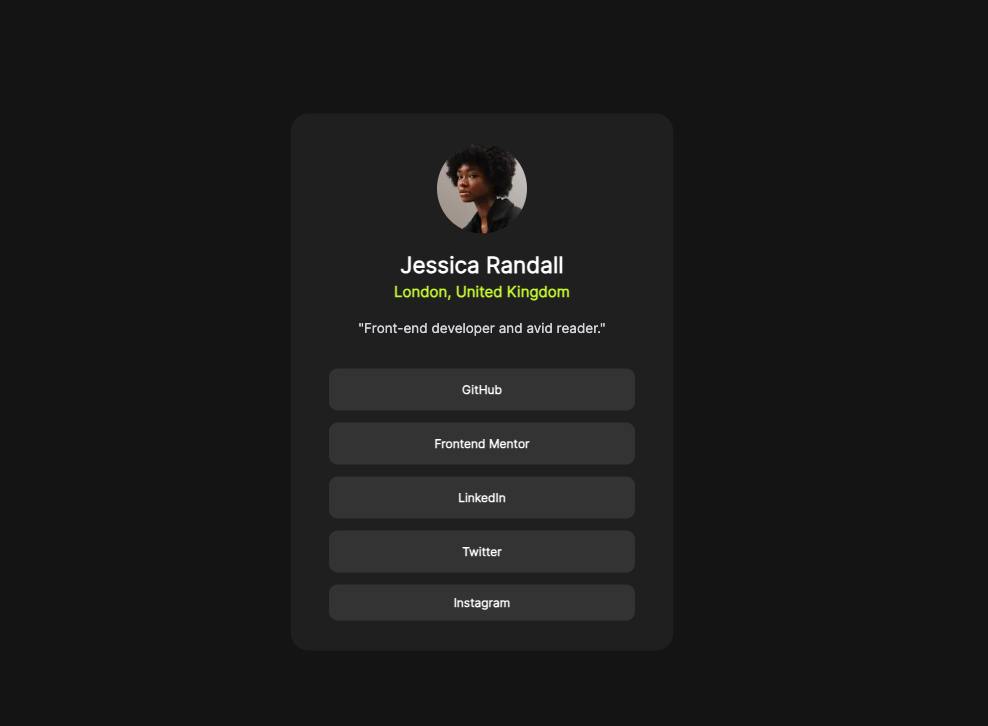 Jessica Randall
London, United Kingdom
"Front-end developer and avid reader."
GitHub
Frontend Mentor
LinkedIn
Twitter
Instagram